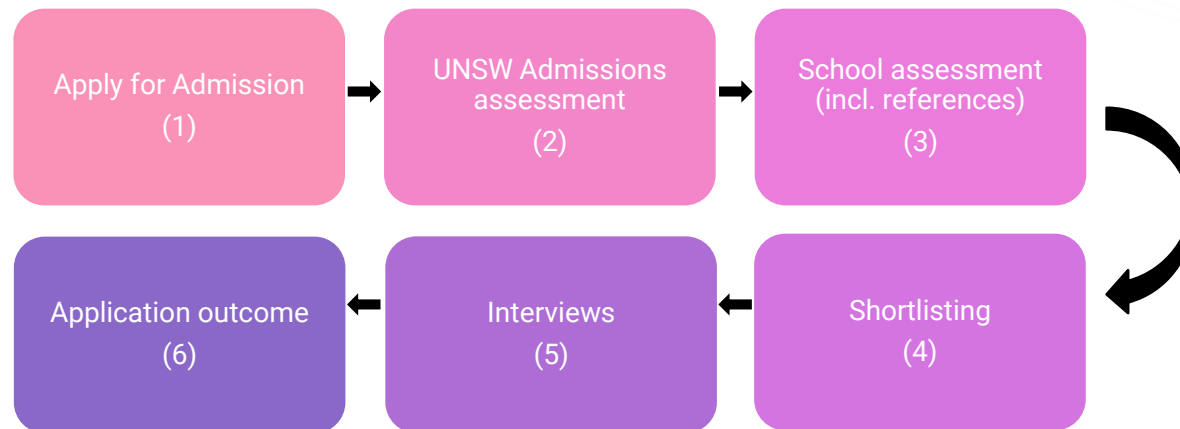 Apply for Admission
(1)
UNSW Admissions
assessment
(2)
School assessment
(incl. references)
(3)
Shortlisting
(4)
Interviews
(5)
Application outcome
(6)